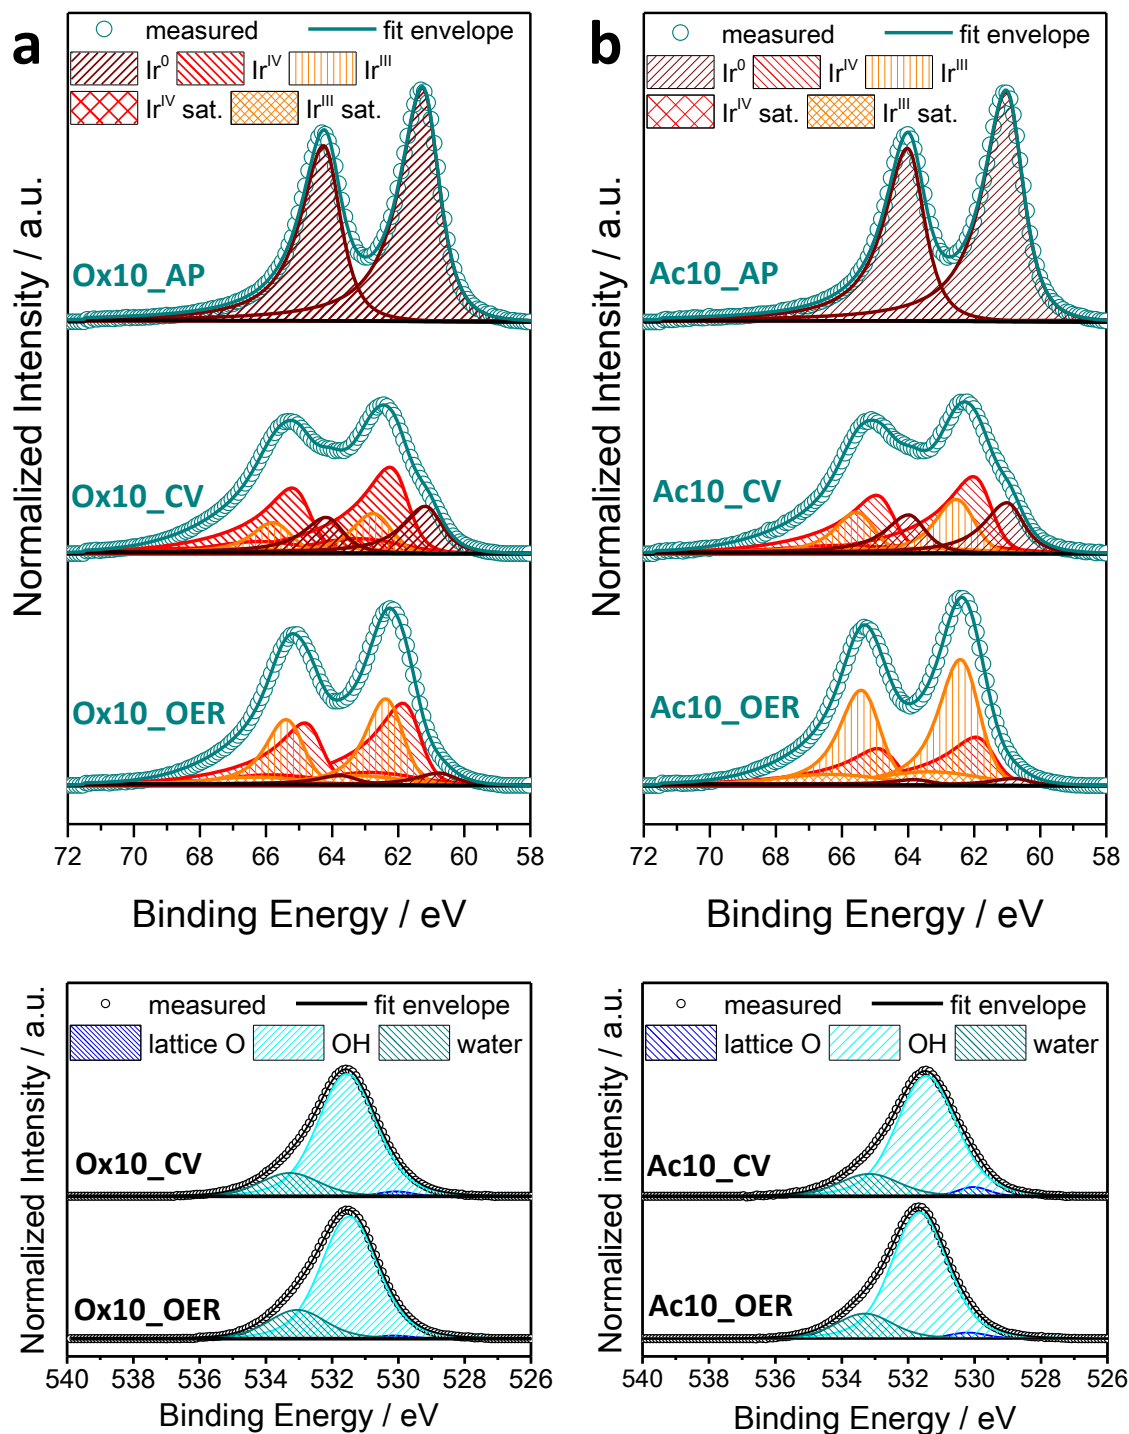 a
measured fit envelope
Ir⁰ Irᴵⱽ Irᴵᴵᴵ
Irᴵⱽ sat. Irᴵᴵᴵ sat.
Ox10_AP
Ox10_CV
Ox10_OER
Normalized Intensity / a.u.
72 70 68 66 64 62 60 58
Binding Energy / eV
b
measured fit envelope
Ir⁰ Irᴵⱽ Irᴵᴵᴵ
Irᴵⱽ sat. Irᴵᴵᴵ sat.
Ac10_AP
Ac10_CV
Ac10_OER
Normalized Intensity / a.u.
72 70 68 66 64 62 60 58
Binding Energy / eV
measured fit envelope
lattice O OH water
Ox10_CV
Ox10_OER
Normalized Intensity / a.u.
540 538 536 534 532 530 528 526
Binding Energy / eV
measured fit envelope
lattice O OH water
Ac10_CV
Ac10_OER
Normalized intensity / a.u.
540 538 536 534 532 530 528 526
Binding Energy / eV